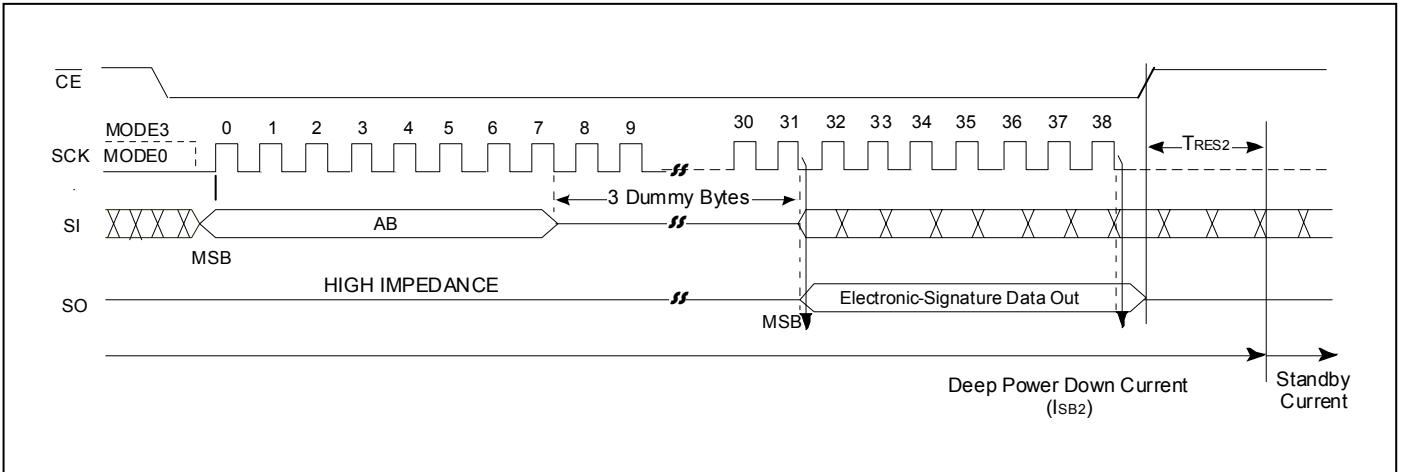 CE
MODE3
0 1 2 3 4 5 6 7 8 9 30 31 32 33 34 35 36 37 38
SCK MODE0
TRES2
3 Dummy Bytes
SI
AB
MSB
HIGH IMPEDANCE
SO
Electronic-Signature Data Out
MSB
Deep Power Down Current
(ISB2)
Standby
Current